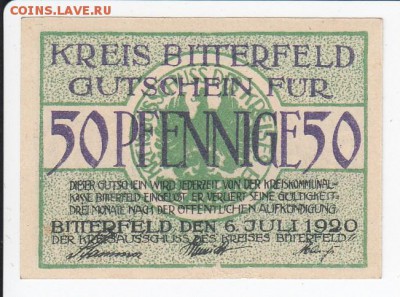 COINS.LAVE.RU
KREIS BITTERFELD
GUTSCHEIN FÜR
50 PFENNIGE 50
DIESER GUTSCHEIN WIRD JEDERZEIT VON DER KREISKOMMUNAL-
KASSE BITTERFELD EINGELÖST ER VERLIERT SEINE GÜLTIGKEIT
DREI MONATE NACH DER ÖFFENTLICHEN AUFKÜNDIGUNG.
BITTERFELD DEN 6. JULI 1920
DER KREISAUSSCHUSS DES KREISES BITTERFELD